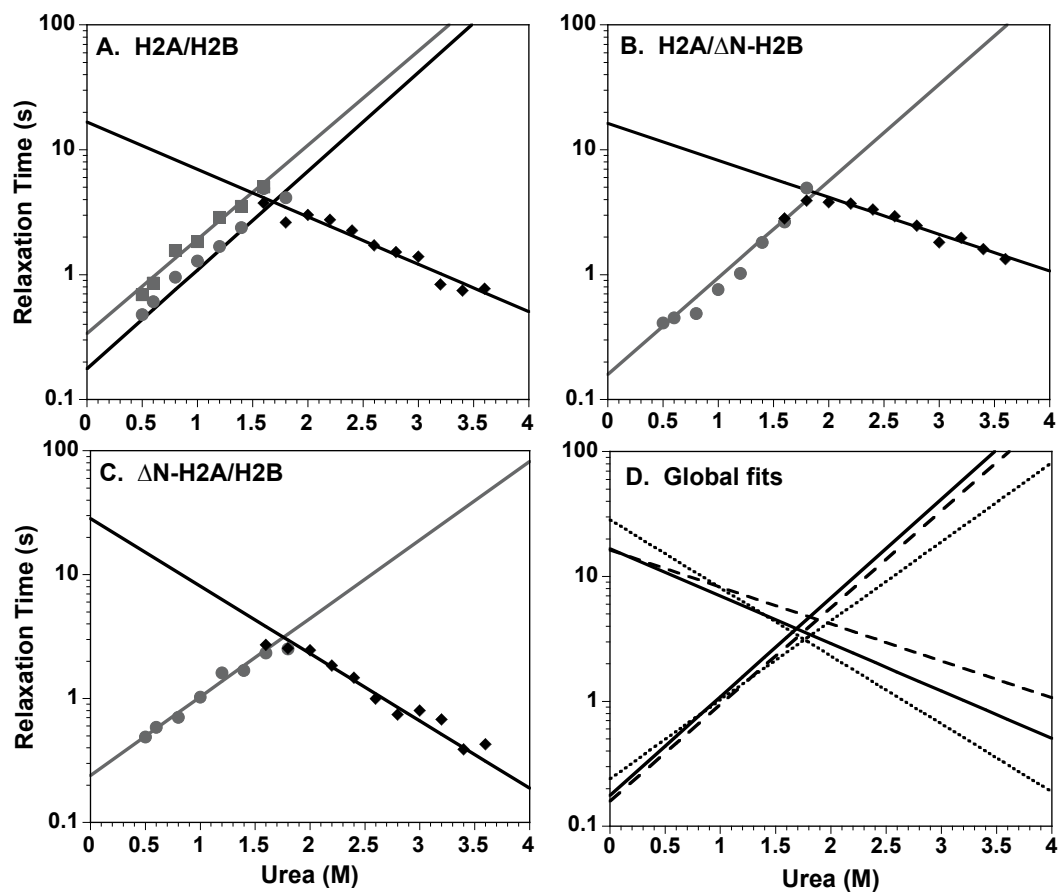 A. H2A/H2B
B. H2A/ΔN-H2B
Relaxation Time (s)
100
10
1
0.1
0 0.5 1 1.5 2 2.5 3 3.5 4
100
10
1
0.1
0 0.5 1 1.5 2 2.5 3 3.5 4
C. ΔN-H2A/H2B
D. Global fits
Relaxation Time (s)
100
10
1
0.1
0 0.5 1 1.5 2 2.5 3 3.5 4
Urea (M)
100
10
1
0.1
0 0.5 1 1.5 2 2.5 3 3.5 4
Urea (M)